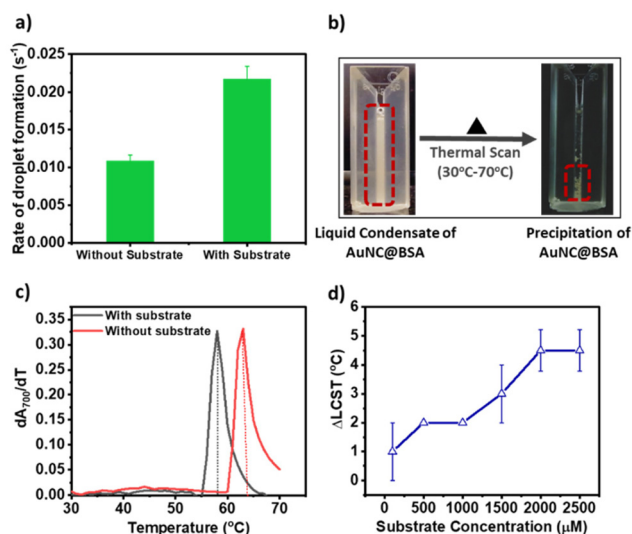 a)
Rate of droplet formation (s⁻¹)
0.025
0.020
0.015
0.010
0.005
0.000
Without Substrate
With Substrate
b)
Thermal Scan
(30°C-70°C)
Liquid Condensate of
AuNC@BSA
Precipitation of
AuNC@BSA
c)
With substrate
Without substrate
dA₇₀₀/dT
0.35
0.30
0.25
0.20
0.15
0.10
0.05
0.00
30
40
50
60
70
80
Temperature (°C)
d)
ΔLCST (°C)
6
5
4
3
2
1
0
0
500
1000
1500
2000
2500
Substrate Concentration (μM)